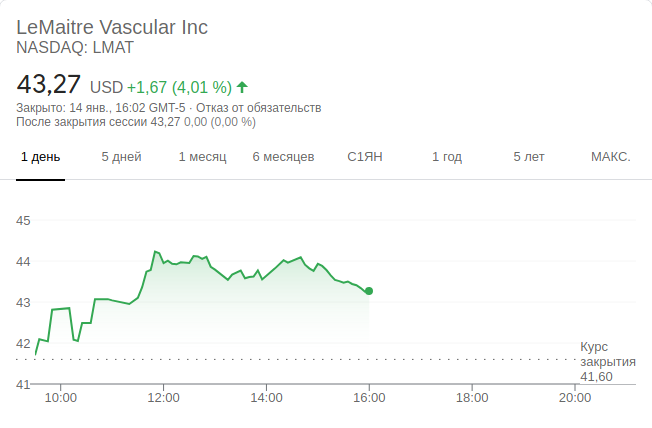 LeMaitre Vascular Inc
NASDAQ: LMAT
43,27 USD +1,67 (4,01 %)
Закрыто: 14 янв., 16:02 GMT-5 · Отказ от обязательств
После закрытия сессии 43,27 0,00 (0,00 %)
1 день 5 дней 1 месяц 6 месяцев С1ЯН 1 год 5 лет МАКС.
45
44
43
42
Курс
закрытия
41,60
41
10:00 12:00 14:00 16:00 18:00 20:00